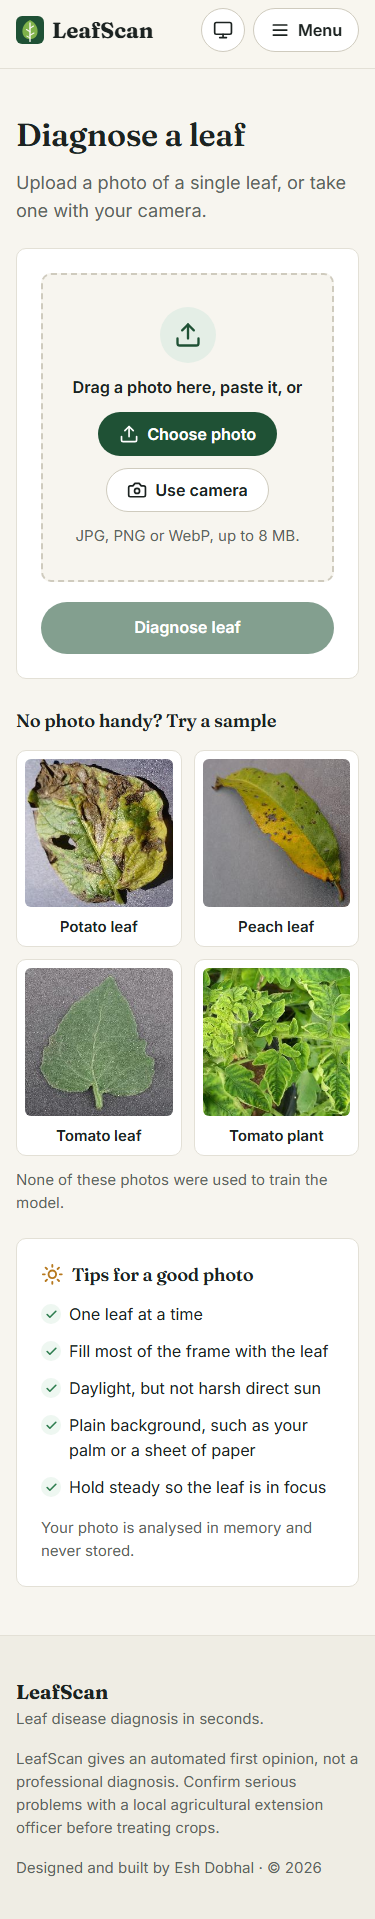 LeafScan
Menu
Diagnose a leaf
Upload a photo of a single leaf, or take
one with your camera.
Drag a photo here, paste it, or
Choose photo
Use camera
JPG, PNG or WebP, up to 8 MB.
Diagnose leaf
No photo handy? Try a sample
Potato leaf
Peach leaf
Tomato leaf
Tomato plant
None of these photos were used to train the
model.
Tips for a good photo
One leaf at a time
Fill most of the frame with the leaf
Daylight, but not harsh direct sun
Plain background, such as your
palm or a sheet of paper
Hold steady so the leaf is in focus
Your photo is analysed in memory and
never stored.
LeafScan
Leaf disease diagnosis in seconds.
LeafScan gives an automated first opinion, not a
professional diagnosis. Confirm serious
problems with a local agricultural extension
officer before treating crops.
Designed and built by Esh Dobhal · © 2026